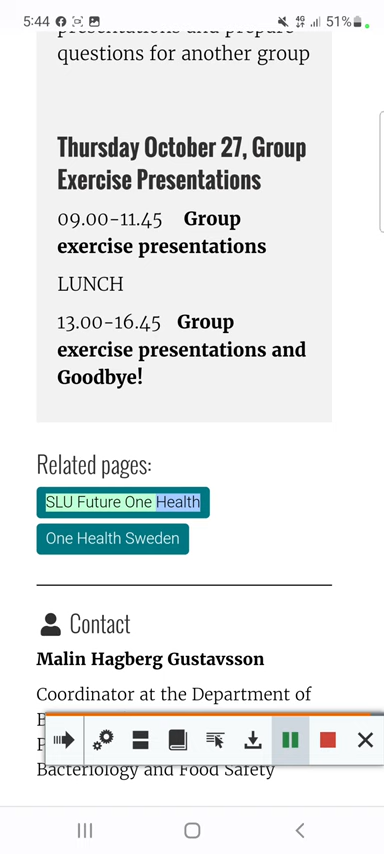 5:44 4G 51%
questions for another group
Thursday October 27, Group
Exercise Presentations
09.00-11.45 Group
exercise presentations
LUNCH
13.00-16.45 Group
exercise presentations and
Goodbye!
Related pages:
SLU Future One Health
One Health Sweden
Contact
Malin Hagberg Gustavsson
Coordinator at the Department of
Bacteriology and Food Safety